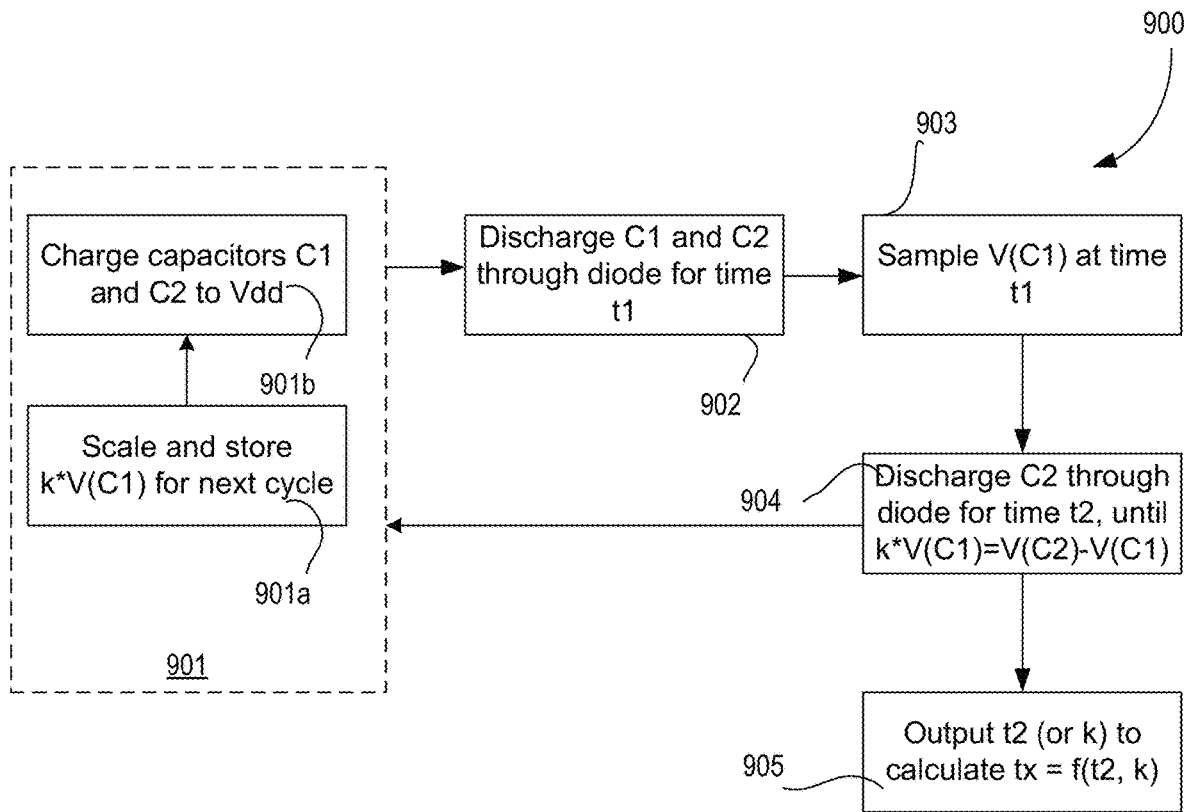 900
903
Charge capacitors C1
and C2 to Vdd
901b
Scale and store
k*V(C1) for next cycle
901a
901
Discharge C1 and C2
through diode for time
t1
902
Sample V(C1) at time
t1
904
Discharge C2 through
diode for time t2, until
k*V(C1)=V(C2)-V(C1)
905
Output t2 (or k) to
calculate tx = f(t2, k)